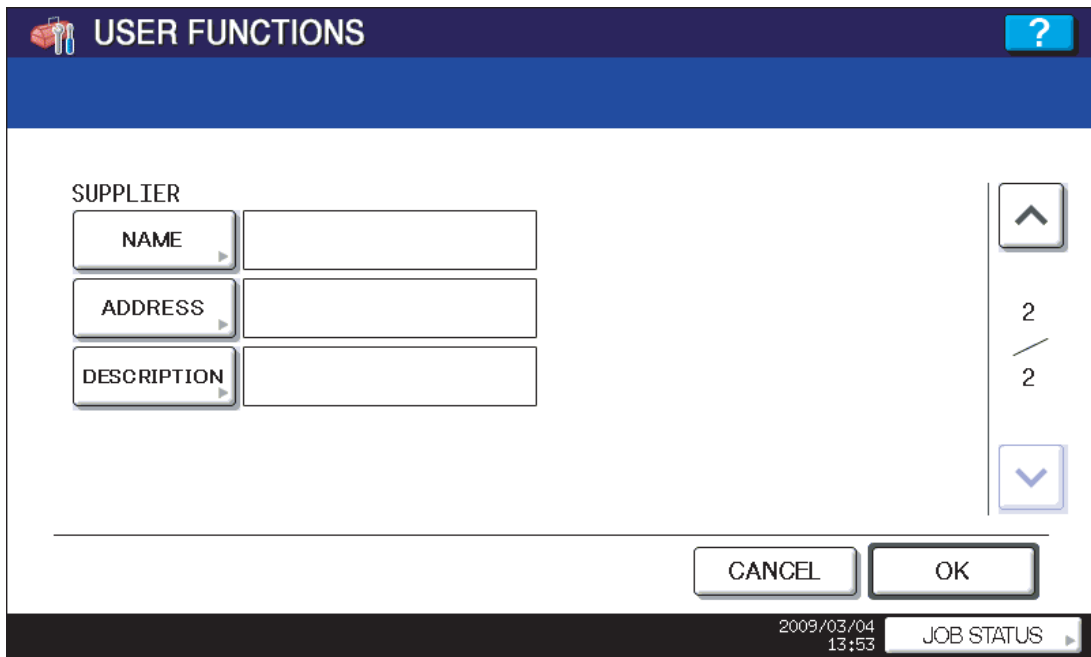 USER FUNCTIONS
?
SUPPLIER
NAME
ADDRESS
DESCRIPTION
2
2
CANCEL
OK
2009/03/04
13:53
JOB STATUS